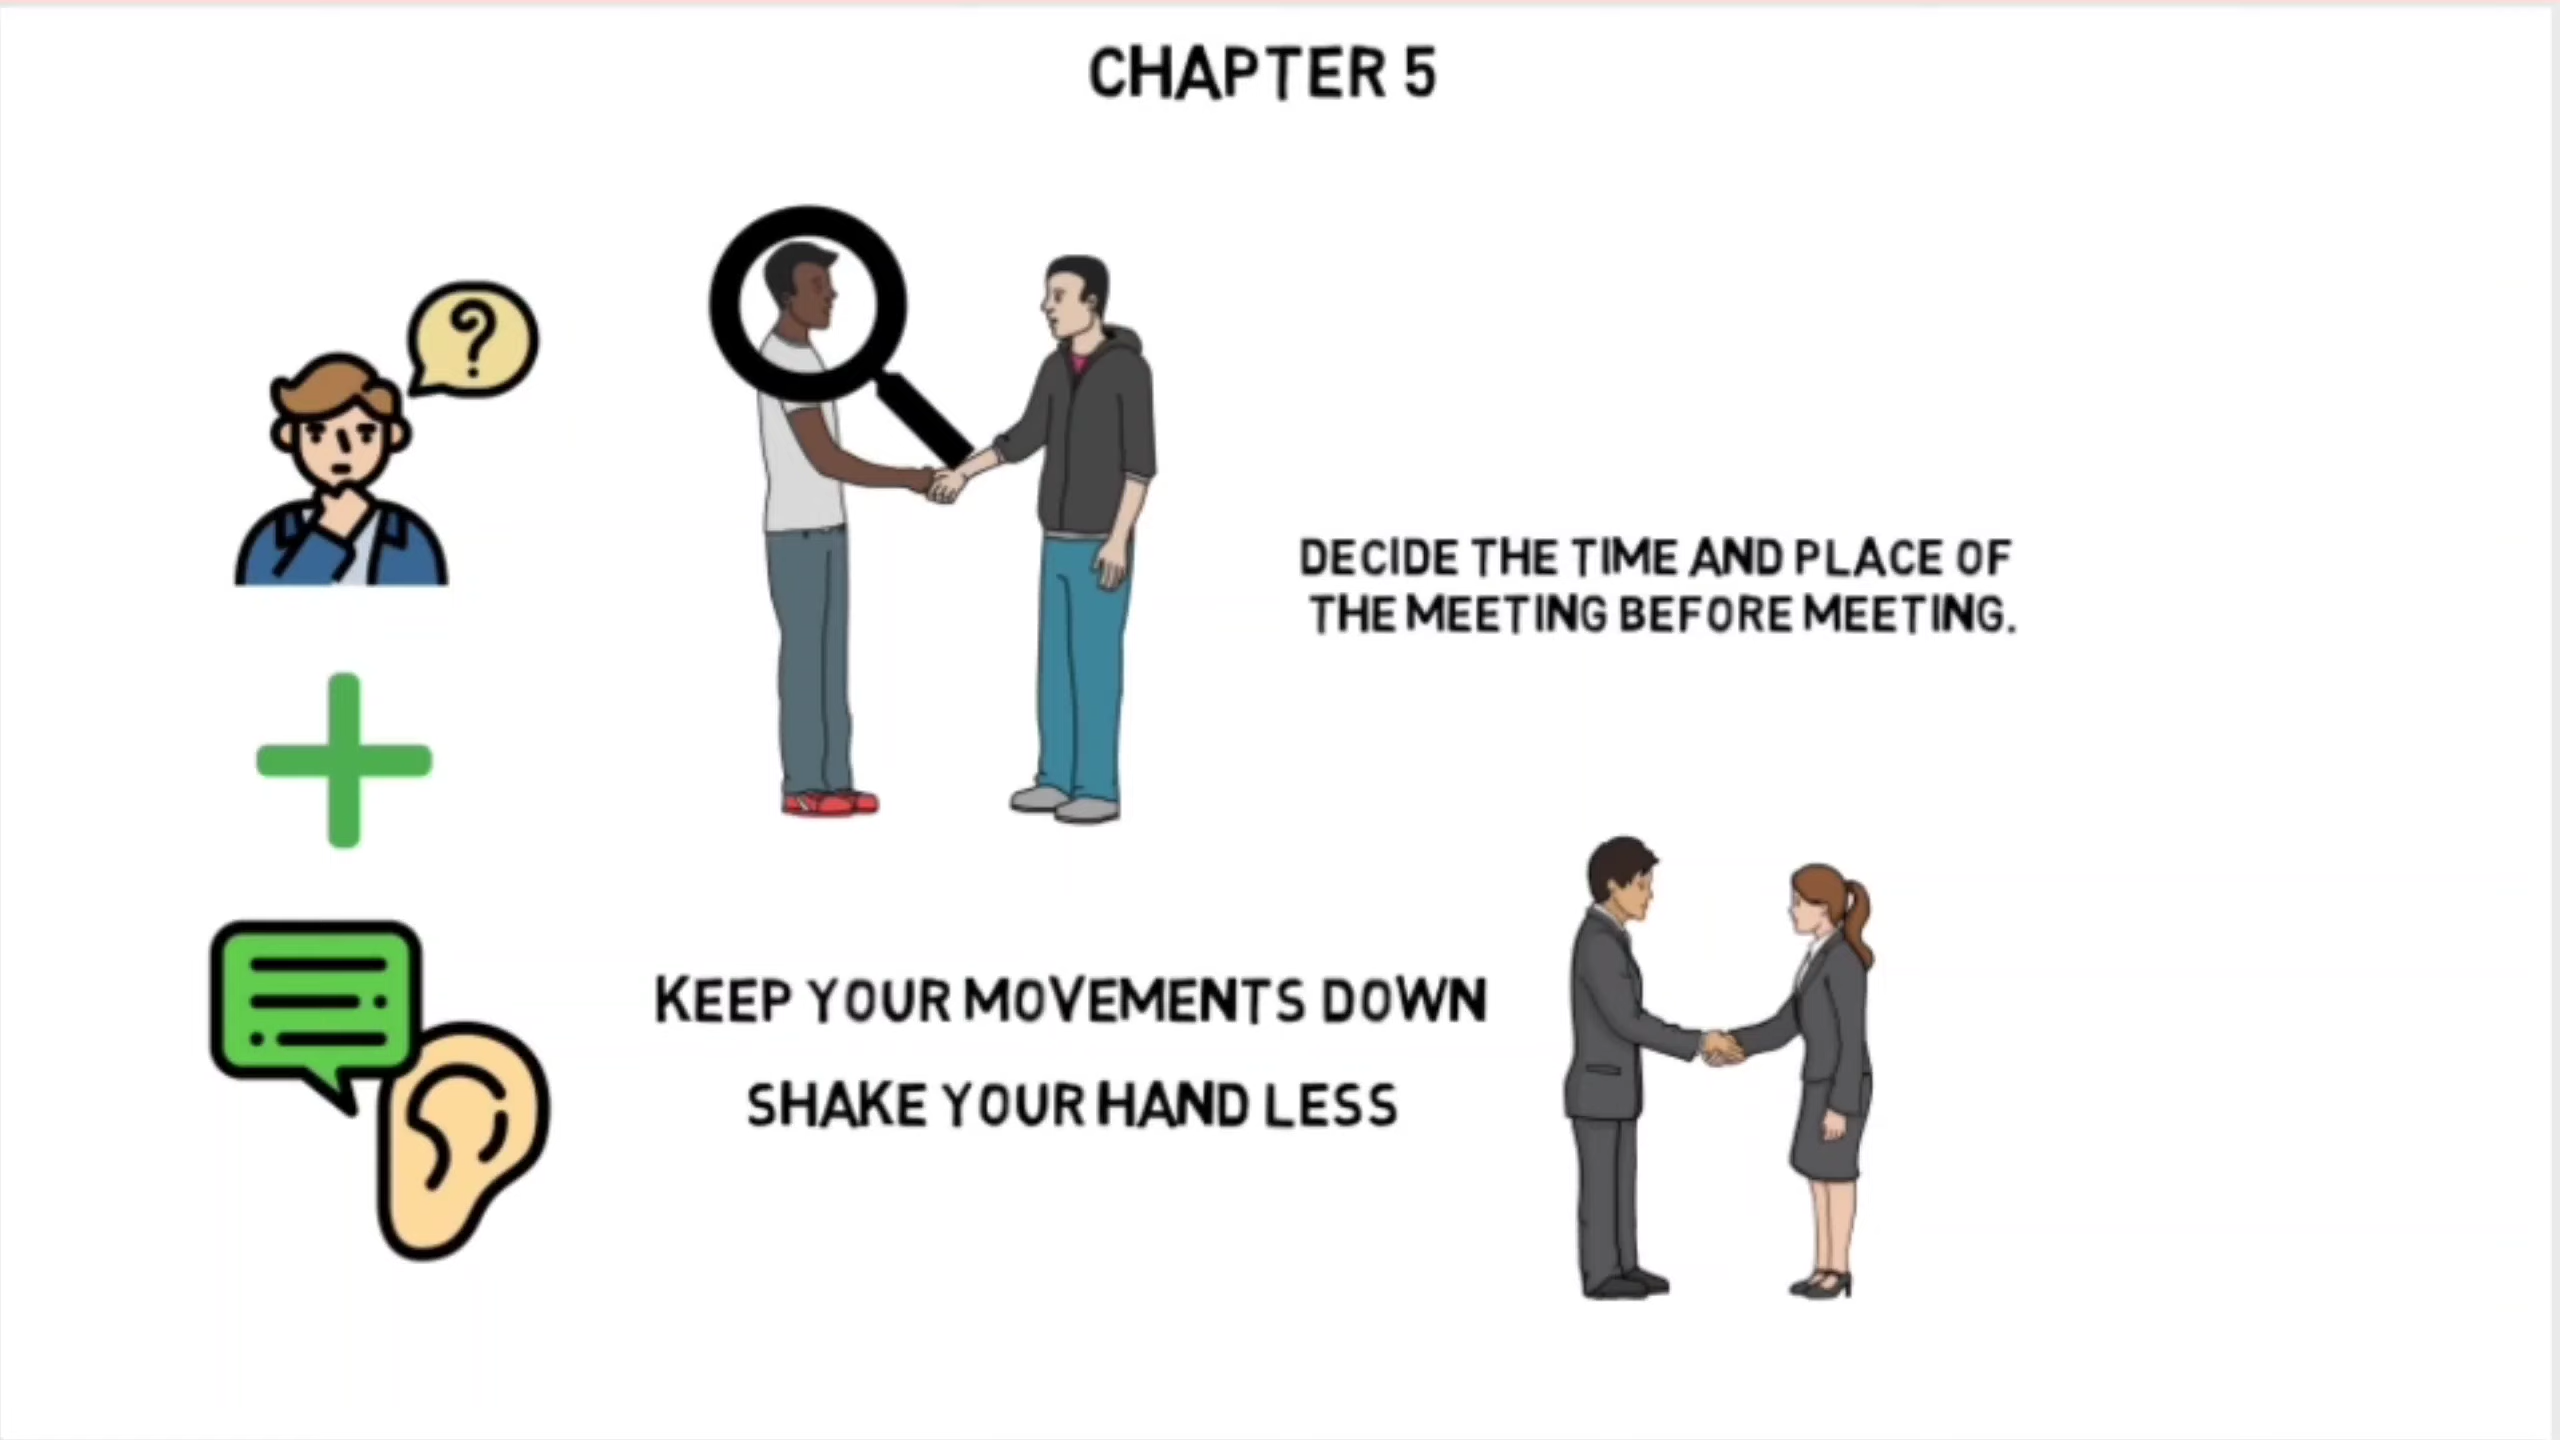 CHAPTER 5
?
DECIDE THE TIME AND PLACE OF
THE MEETING BEFORE MEETING.
KEEP YOUR MOVEMENTS DOWN
SHAKE YOUR HAND LESS